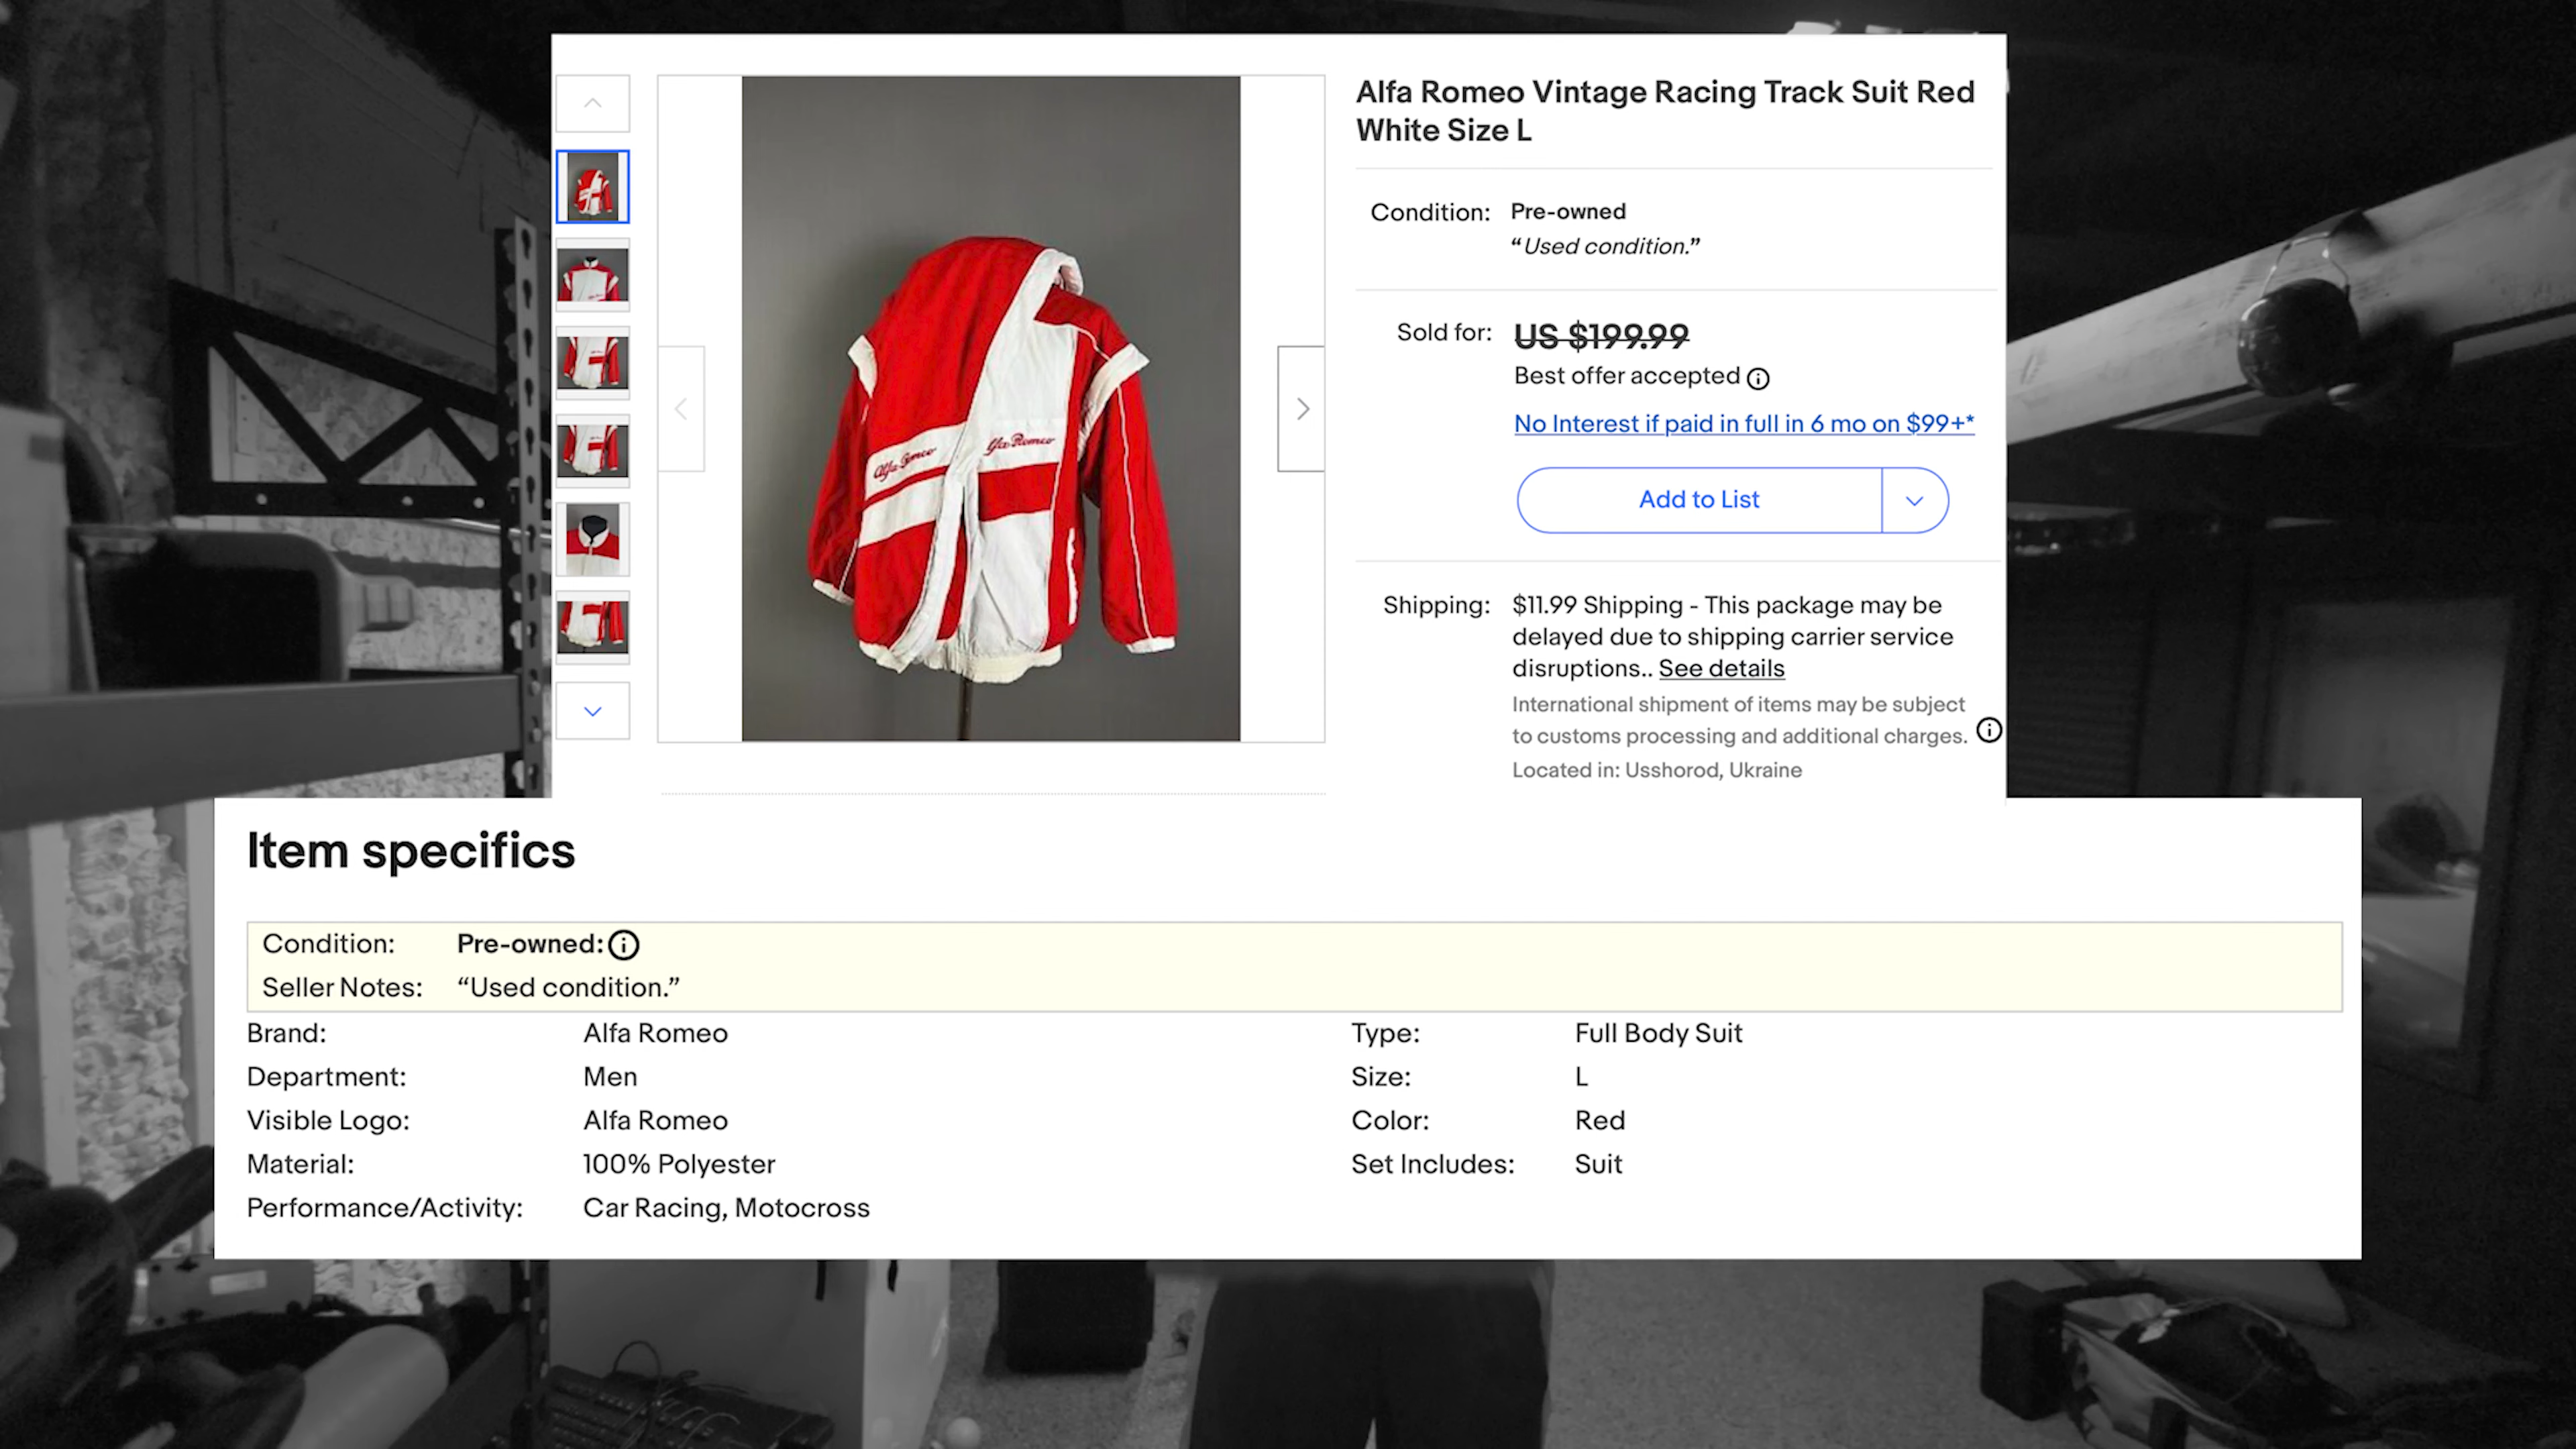 Alfa Romeo Vintage Racing Track Suit Red
White Size L
Condition: Pre-owned
“Used condition.”
Sold for: US $199.99
Best offer accepted
No Interest if paid in full in 6 mo on $99+*
Add to List
Shipping: $11.99 Shipping - This package may be
delayed due to shipping carrier service
disruptions.. See details
International shipment of items may be subject
to customs processing and additional charges.
Located in: Usshorod, Ukraine
Alfa Romeo
Alfa Romeo
Item specifics
Condition: Pre-owned:
Seller Notes: “Used condition.”
Brand: Alfa Romeo
Department: Men
Visible Logo: Alfa Romeo
Material: 100% Polyester
Performance/Activity: Car Racing, Motocross
Type: Full Body Suit
Size: L
Color: Red
Set Includes: Suit